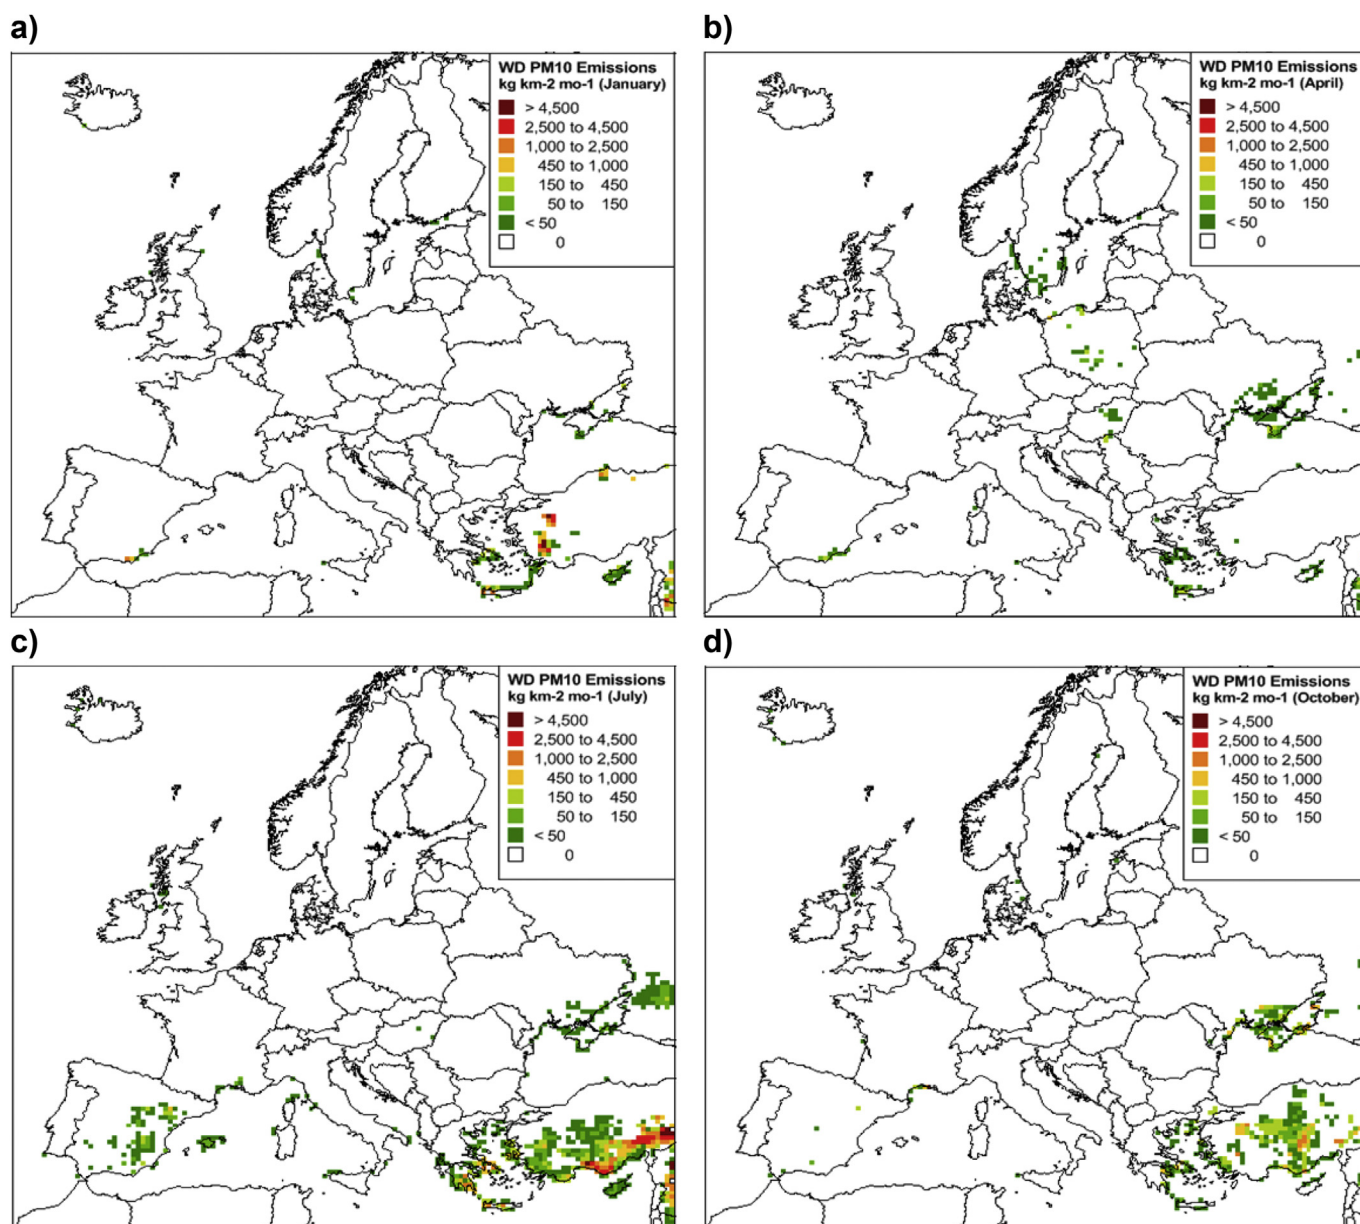 a)
WD PM10 Emissions
kg km-2 mo-1 (January)
> 4,500
2,500 to 4,500
1,000 to 2,500
450 to 1,000
150 to 450
50 to 150
< 50
0
b)
WD PM10 Emissions
kg km-2 mo-1 (April)
> 4,500
2,500 to 4,500
1,000 to 2,500
450 to 1,000
150 to 450
50 to 150
< 50
0
c)
WD PM10 Emissions
kg km-2 mo-1 (July)
> 4,500
2,500 to 4,500
1,000 to 2,500
450 to 1,000
150 to 450
50 to 150
< 50
0
d)
WD PM10 Emissions
kg km-2 mo-1 (October)
> 4,500
2,500 to 4,500
1,000 to 2,500
450 to 1,000
150 to 450
50 to 150
< 50
0